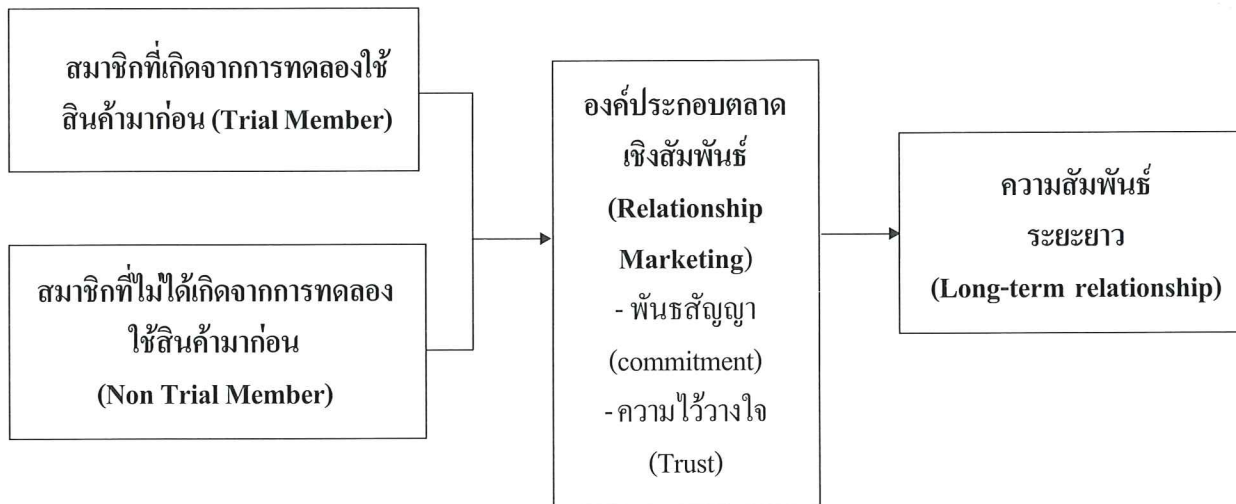 สมาชิกที่เกิดจากการทดลองใช้
สินค้ามาก่อน (Trial Member)
สมาชิกที่ไม่ได้เกิดจากการทดลอง
ใช้สินค้ามาก่อน
(Non Trial Member)
องค์ประกอบตลาด
เชิงสัมพันธ์
(Relationship
Marketing)
- พันธสัญญา
(commitment)
- ความไว้วางใจ
(Trust)
ความสัมพันธ์
ระยะยาว
(Long-term relationship)